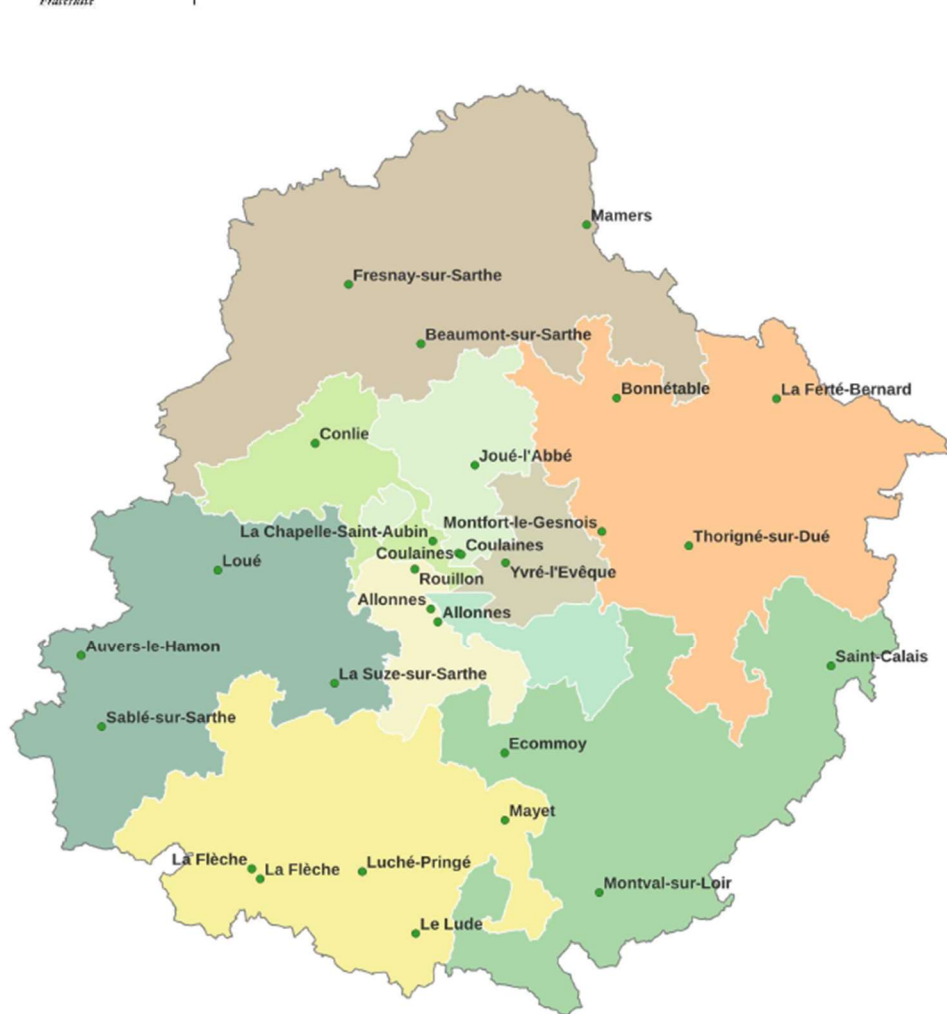 Fraternité
Mamers
Fresnay-sur-Sarthe
Beaumont-sur-Sarthe
Bonnétable
La Ferté-Bernard
Conlie
Joué-l'Abbé
Montfort-le-Gesnois
La Chapelle-Saint-Aubin
Thorigné-sur-Dué
Coulaines
Coulaines
Loué
Yvré-l'Evêque
Rouillon
Allonnes
Allonnes
Auvers-le-Hamon
Saint-Calais
La Suze-sur-Sarthe
Sablé-sur-Sarthe
Ecommoy
Mayet
La Flèche
La Flèche
Luché-Pringé
Montval-sur-Loir
Le Lude